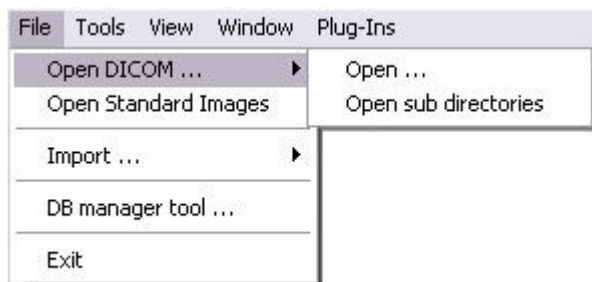 File Tools View Window Plug-Ins
Open DICOM ...
Open Standard Images
Import ...
DB manager tool ...
Exit
Open ...
Open sub directories